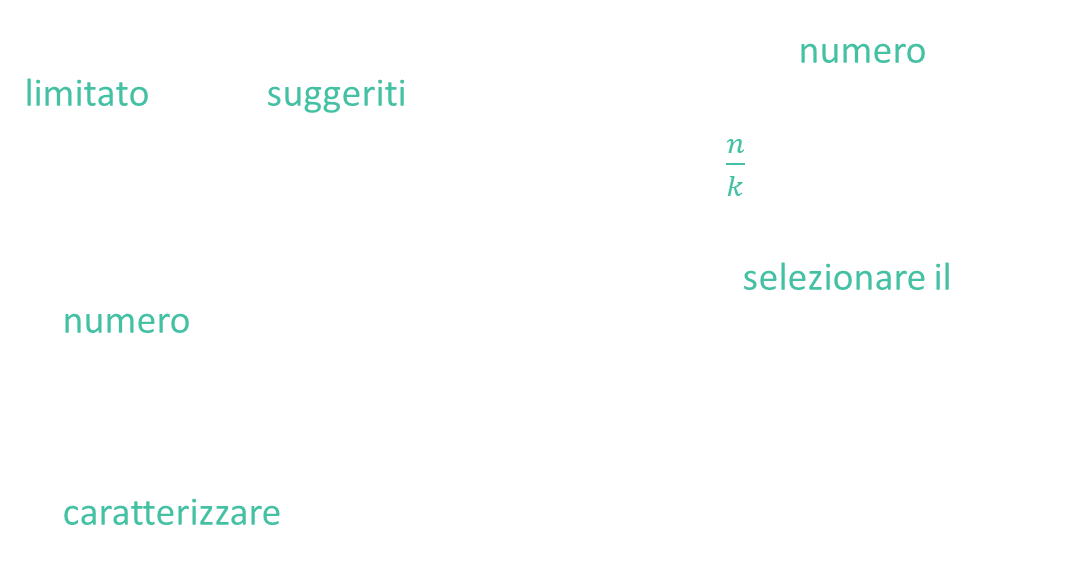 numero
limitato suggeriti
n/k
selezionare il
numero
caratterizzare